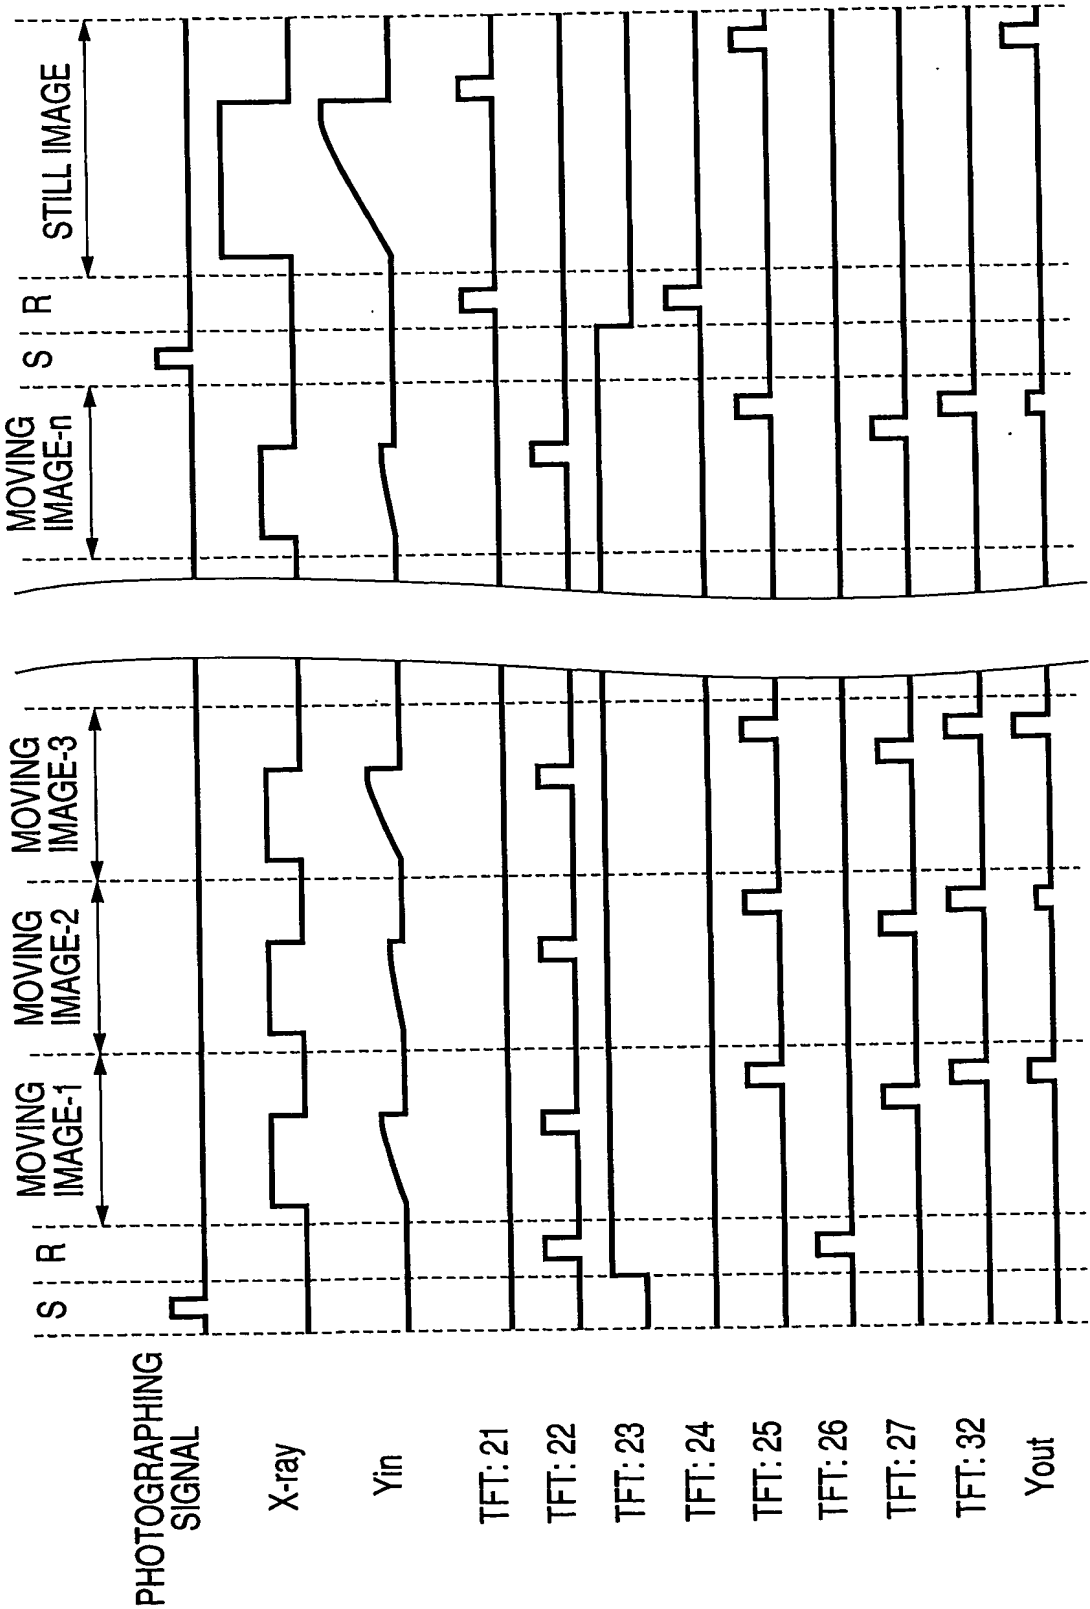 S
R
MOVING
IMAGE-1
MOVING
IMAGE-2
MOVING
IMAGE-3
MOVING
IMAGE-n
S
R
STILL IMAGE
PHOTOGRAPHING
SIGNAL
X-ray
Yin
TFT: 21
TFT: 22
TFT: 23
TFT: 24
TFT: 25
TFT: 26
TFT: 27
TFT: 32
Yout